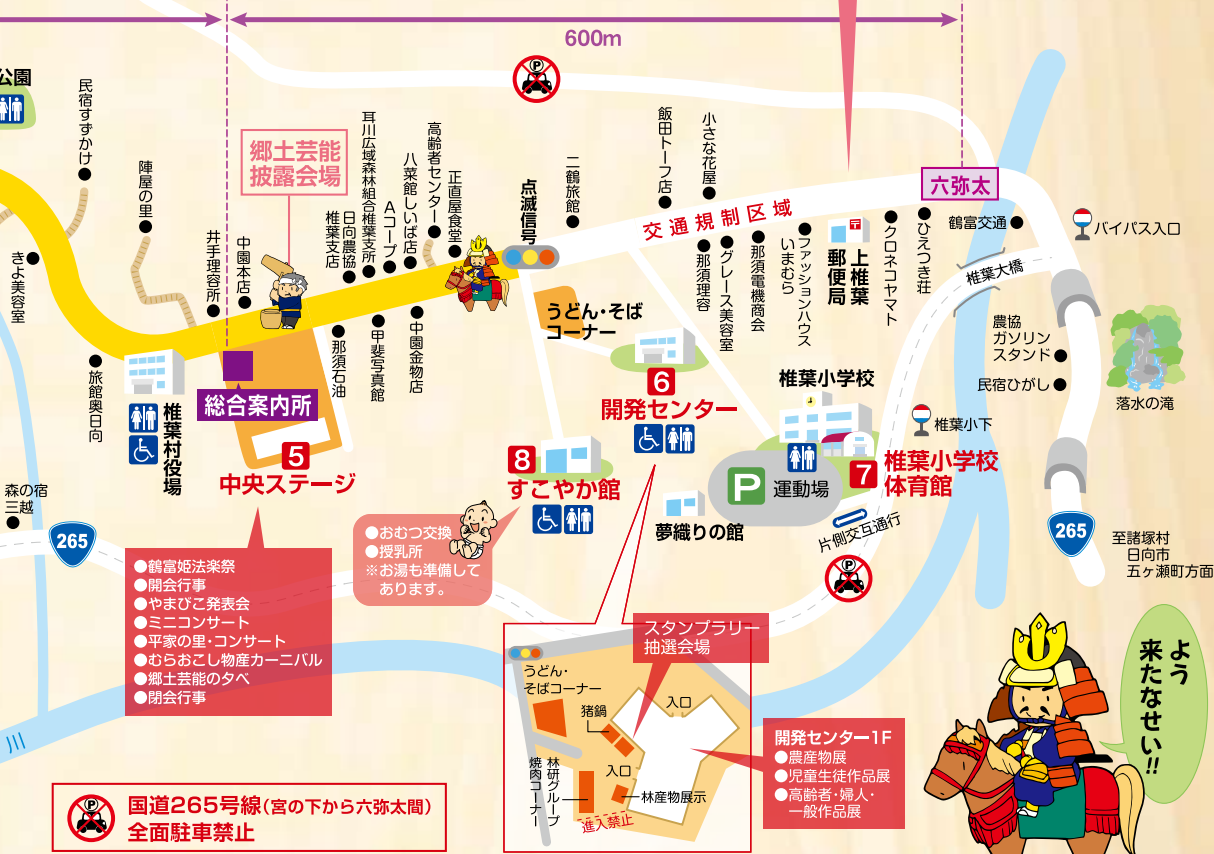 600m
公園
民宿すずかけ
陣屋の里
郷土芸能
披露会場
井手理容所
中園本店
日向農協
椎葉支店
耳川広域森林組合椎葉支所
Aコープ
八菜館しいば店
高齢者センター
正直屋食堂
点滅信号
二鶴旅館
飯田トーフ店
小さな花屋
交通規制区域
六弥太
那須理容
グレース美容室
那須電機商会
ファッションハウス
いまむら
上椎葉
郵便局
クロネコヤマト
ひえつき荘
鶴富交通
バイパス入口
椎葉大橋
農協
ガソリン
スタンド
民宿ひがし
落水の滝
きよ美容室
旅館奥日向
椎葉村役場
総合案内所
5
中央ステージ
那須石油
甲斐写真館
中園金物店
うどん・そば
コーナー
6
開発センター
8
すこやか館
椎葉小学校
P
運動場
7
椎葉小学校
体育館
椎葉小下
夢織りの館
片側交互通行
P
P
森の宿
三越
265
265
至諸塚村
日向市
五ヶ瀬町方面
●おむつ交換
●授乳所
※お湯も準備して
あります。
●鶴富姫法楽祭
●開会行事
●やまびこ発表会
●ミニコンサート
●平家の里・コンサート
●むらおこし物産カーニバル
●郷土芸能の夕べ
●閉会行事
川
スタンプラリー
抽選会場
うどん・
そばコーナー
猪鍋
入口
入口
林研グループ
焼肉コーナー
林産物展示
進入禁止
開発センター1F
●農産物展
●児童生徒作品展
●高齢者・婦人・
一般作品展
よう
来たなせい!!
P
国道265号線(宮の下から六弥太間)
全面駐車禁止